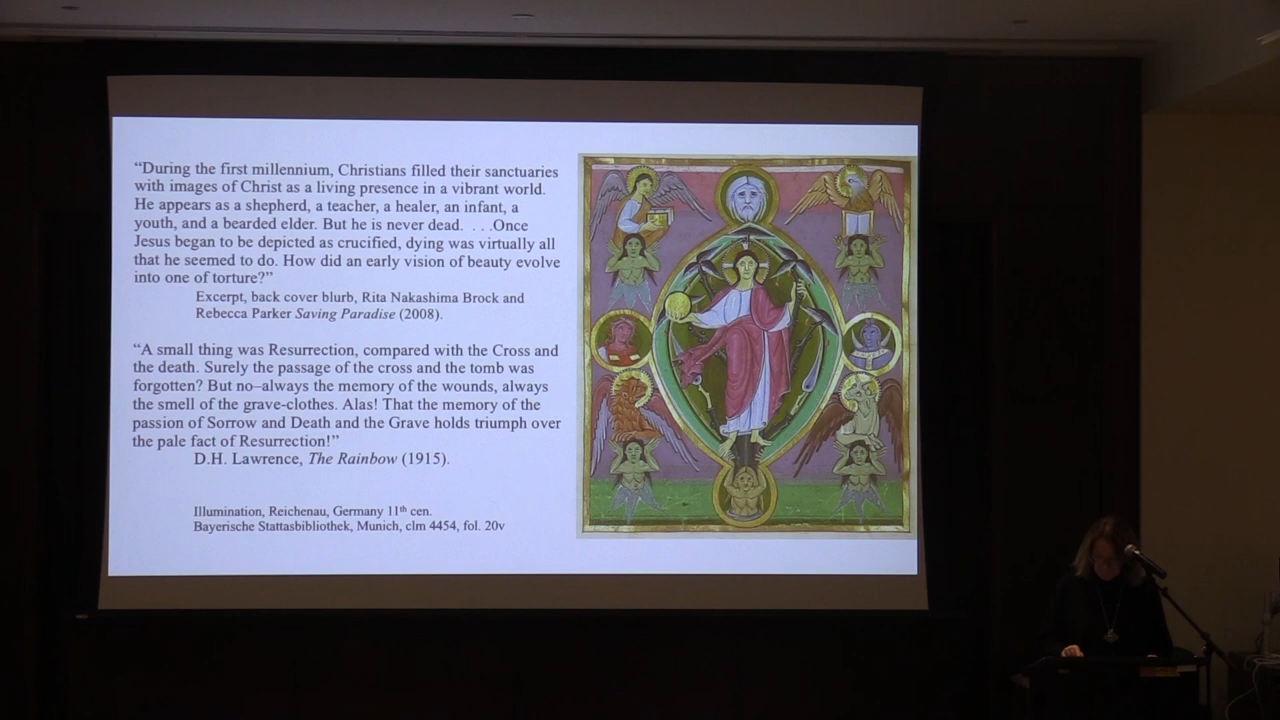 “During the first millennium, Christians filled their sanctuaries
with images of Christ as a living presence in a vibrant world.
He appears as a shepherd, a teacher, a healer, an infant, a
youth, and a bearded elder. But he is never dead. . . .Once
Jesus began to be depicted as crucified, dying was virtually all
that he seemed to do. How did an early vision of beauty evolve
into one of torture?”
Excerpt, back cover blurb, Rita Nakashima Brock and
Rebecca Parker Saving Paradise (2008).
“A small thing was Resurrection, compared with the Cross and
the death. Surely the passage of the cross and the tomb was
forgotten? But no–always the memory of the wounds, always
the smell of the grave-clothes. Alas! That the memory of the
passion of Sorrow and Death and the Grave holds triumph over
the pale fact of Resurrection!”
D.H. Lawrence, The Rainbow (1915).
Illumination, Reichenau, Germany 11th cen.
Bayerische Stattasbibliothek, Munich, clm 4454, fol. 20v